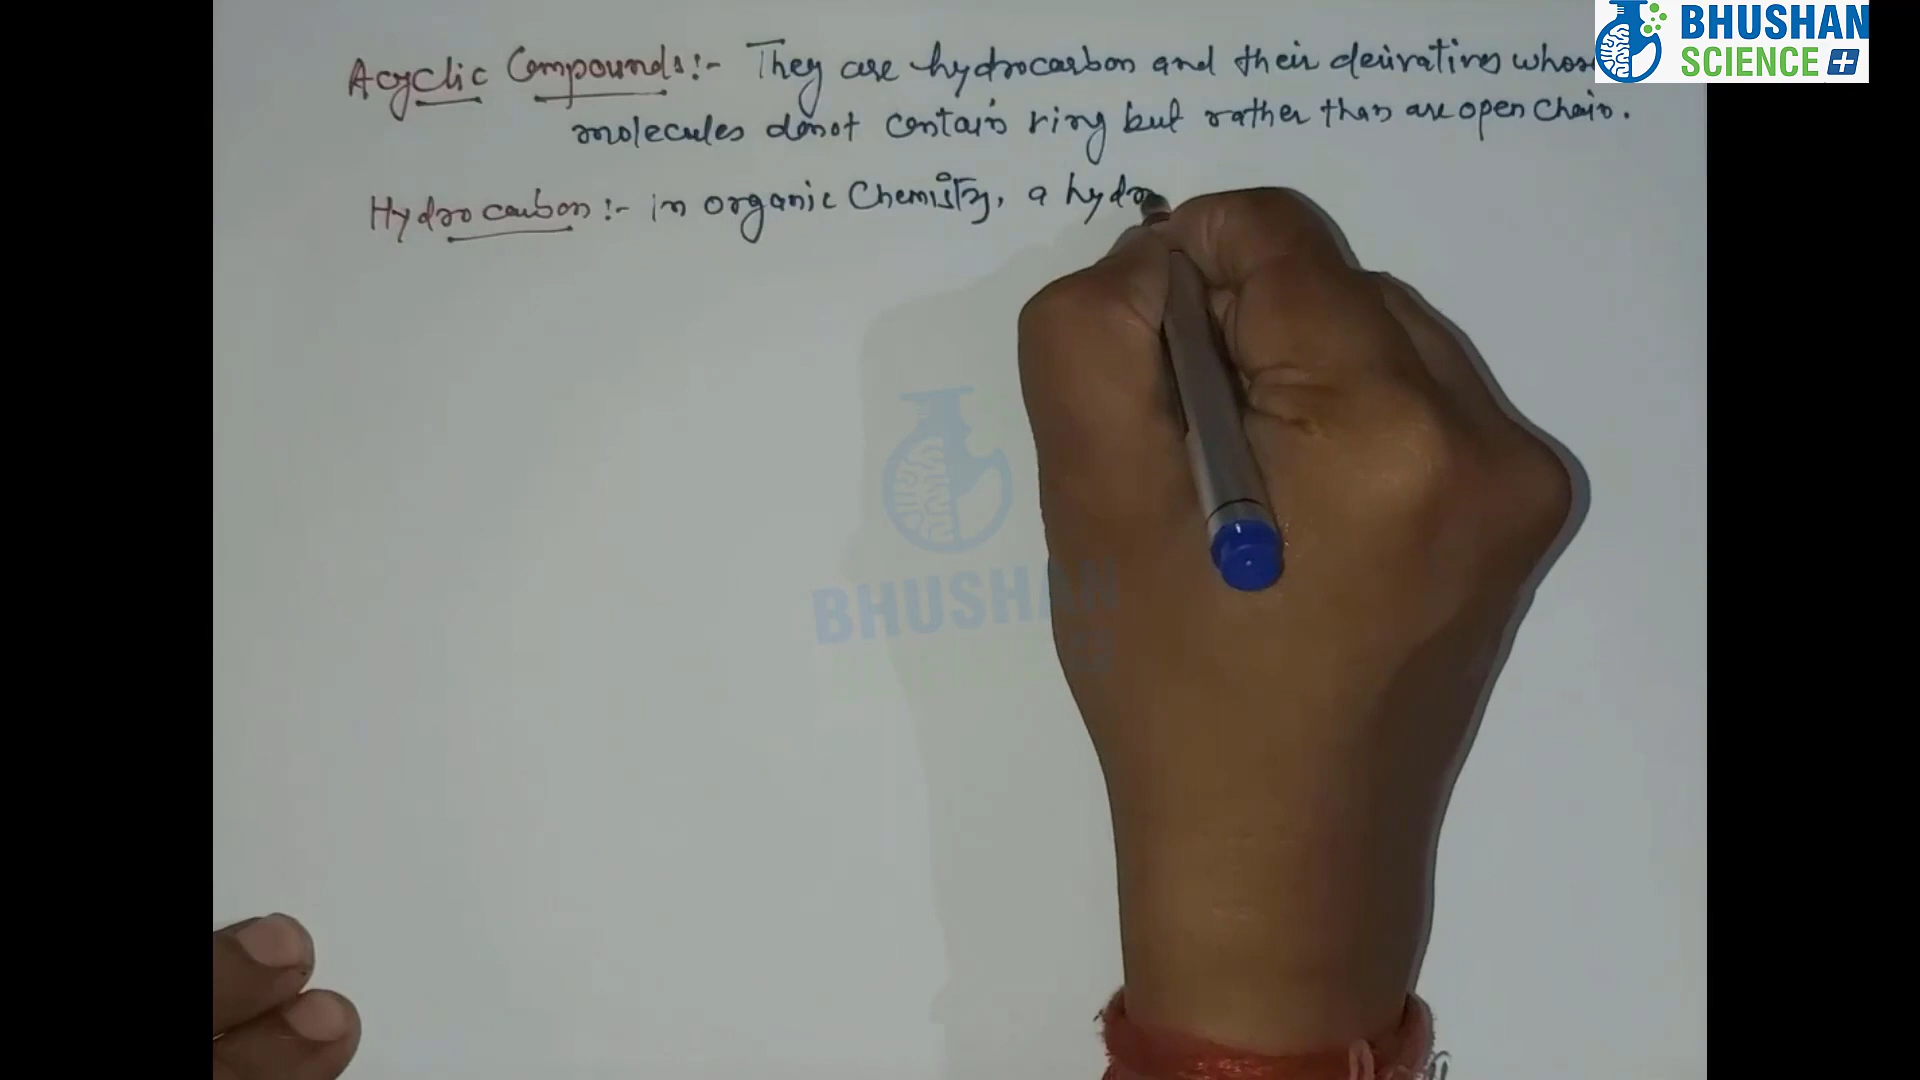 BHUSHAN
SCIENCE +
Acyclic Compounds:- They are hydrocarbon and their derivatives whose
molecules donot contain ring but rather than are open chain.
Hydrocarbon:- in organic Chemistry, a hydro
BHUSHAN